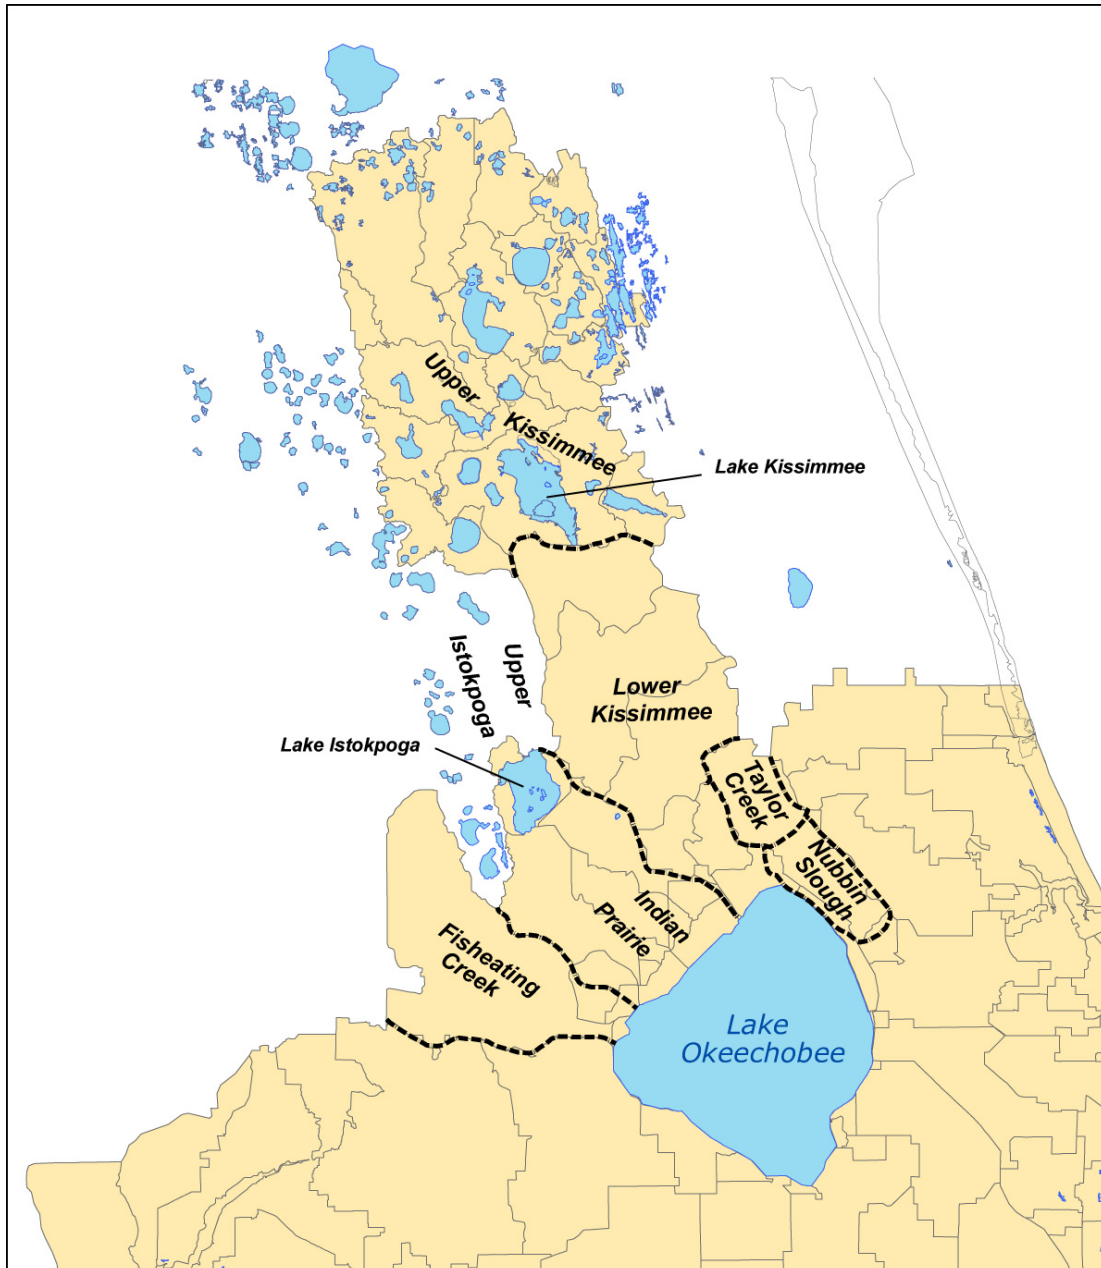 Upper
Kissimmee
Lake Kissimmee
Upper
Istokpoga
Lower
Kissimmee
Lake Istokpoga
Taylor
Creek
Nubbin
Slough
Indian
Prairie
Fisheating
Creek
Lake
Okeechobee